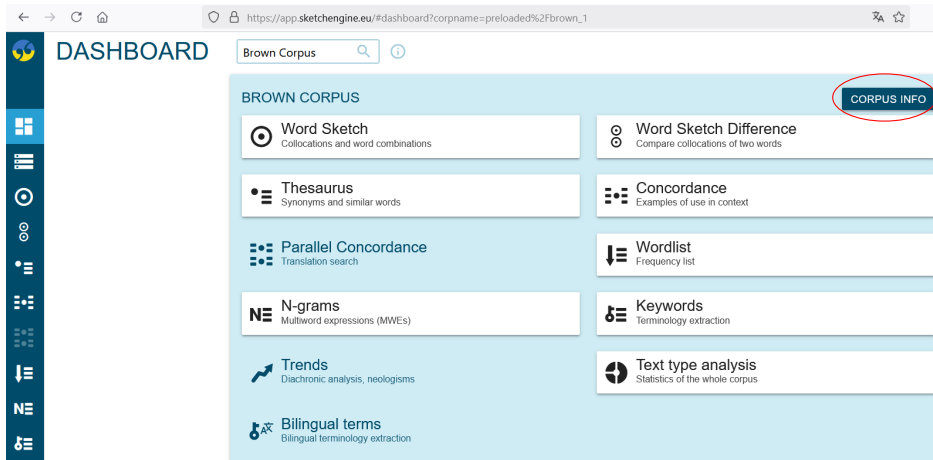 https://app.sketchengine.eu/#dashboard?corpname=preloaded%2Fbrown_1
DASHBOARD
Brown Corpus
BROWN CORPUS
CORPUS INFO
Word Sketch
Collocations and word combinations
Word Sketch Difference
Compare collocations of two words
Thesaurus
Synonyms and similar words
Concordance
Examples of use in context
Parallel Concordance
Translation search
Wordlist
Frequency list
N-grams
Multiword expressions (MWEs)
Keywords
Terminology extraction
Trends
Diachronic analysis, neologisms
Text type analysis
Statistics of the whole corpus
Bilingual terms
Bilingual terminology extraction